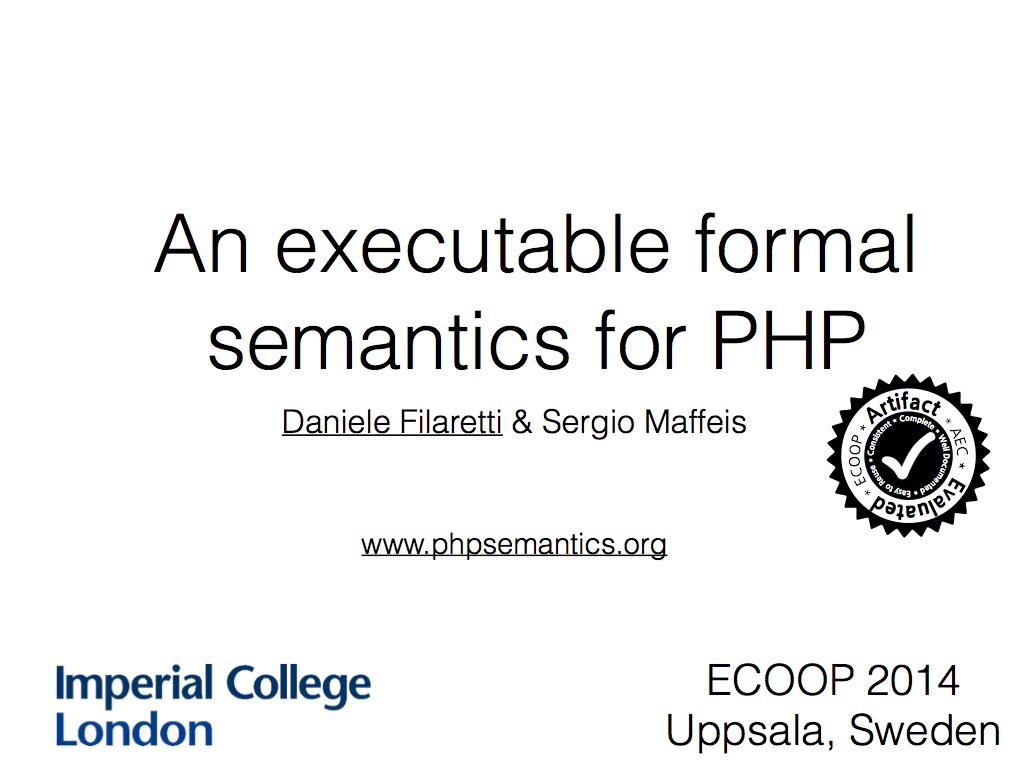 An executable formal
semantics for PHP
Daniele Filaretti & Sergio Maffeis
Artifact
* AEC *
Evaluated
* ECOOP *
Consistent * Complete * Well Documented * Easy to Reuse *
www.phpsemantics.org
Imperial College
London
ECOOP 2014
Uppsala, Sweden